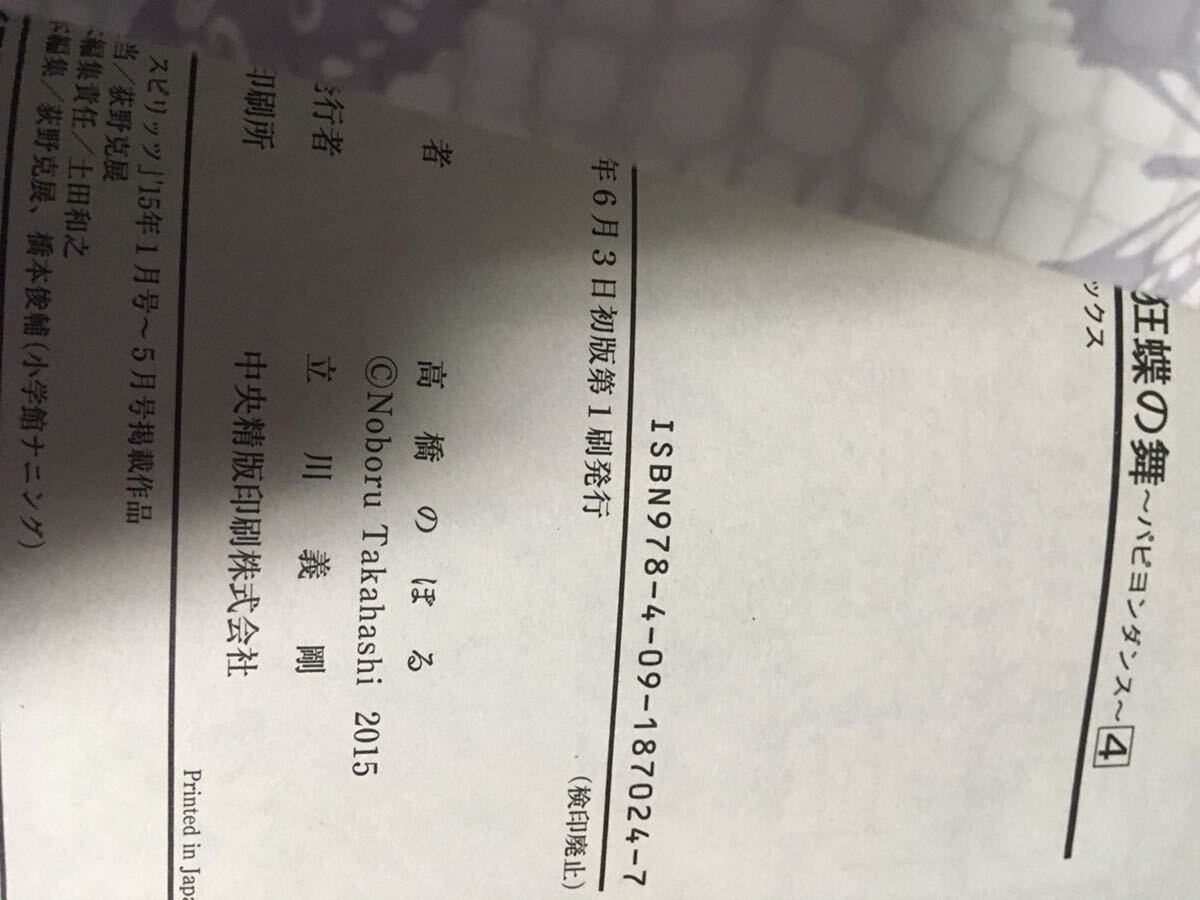 狂蝶の舞~パピヨンダンス~4
ックス
ISBN978-4-09-187024-7
年6月3日初版第1刷発行
(検印廃止)
者 高橋のぼる
©Noboru Takahashi 2015
行者 立川義剛
印刷所 中央精版印刷株式会社
Printed in Japa
スピリッツ」'15年1月号~5月号掲載作品
当/荻野克展
編集責任/土田和之
編集/荻野克展、橋本俊輔(小学館ナニング)